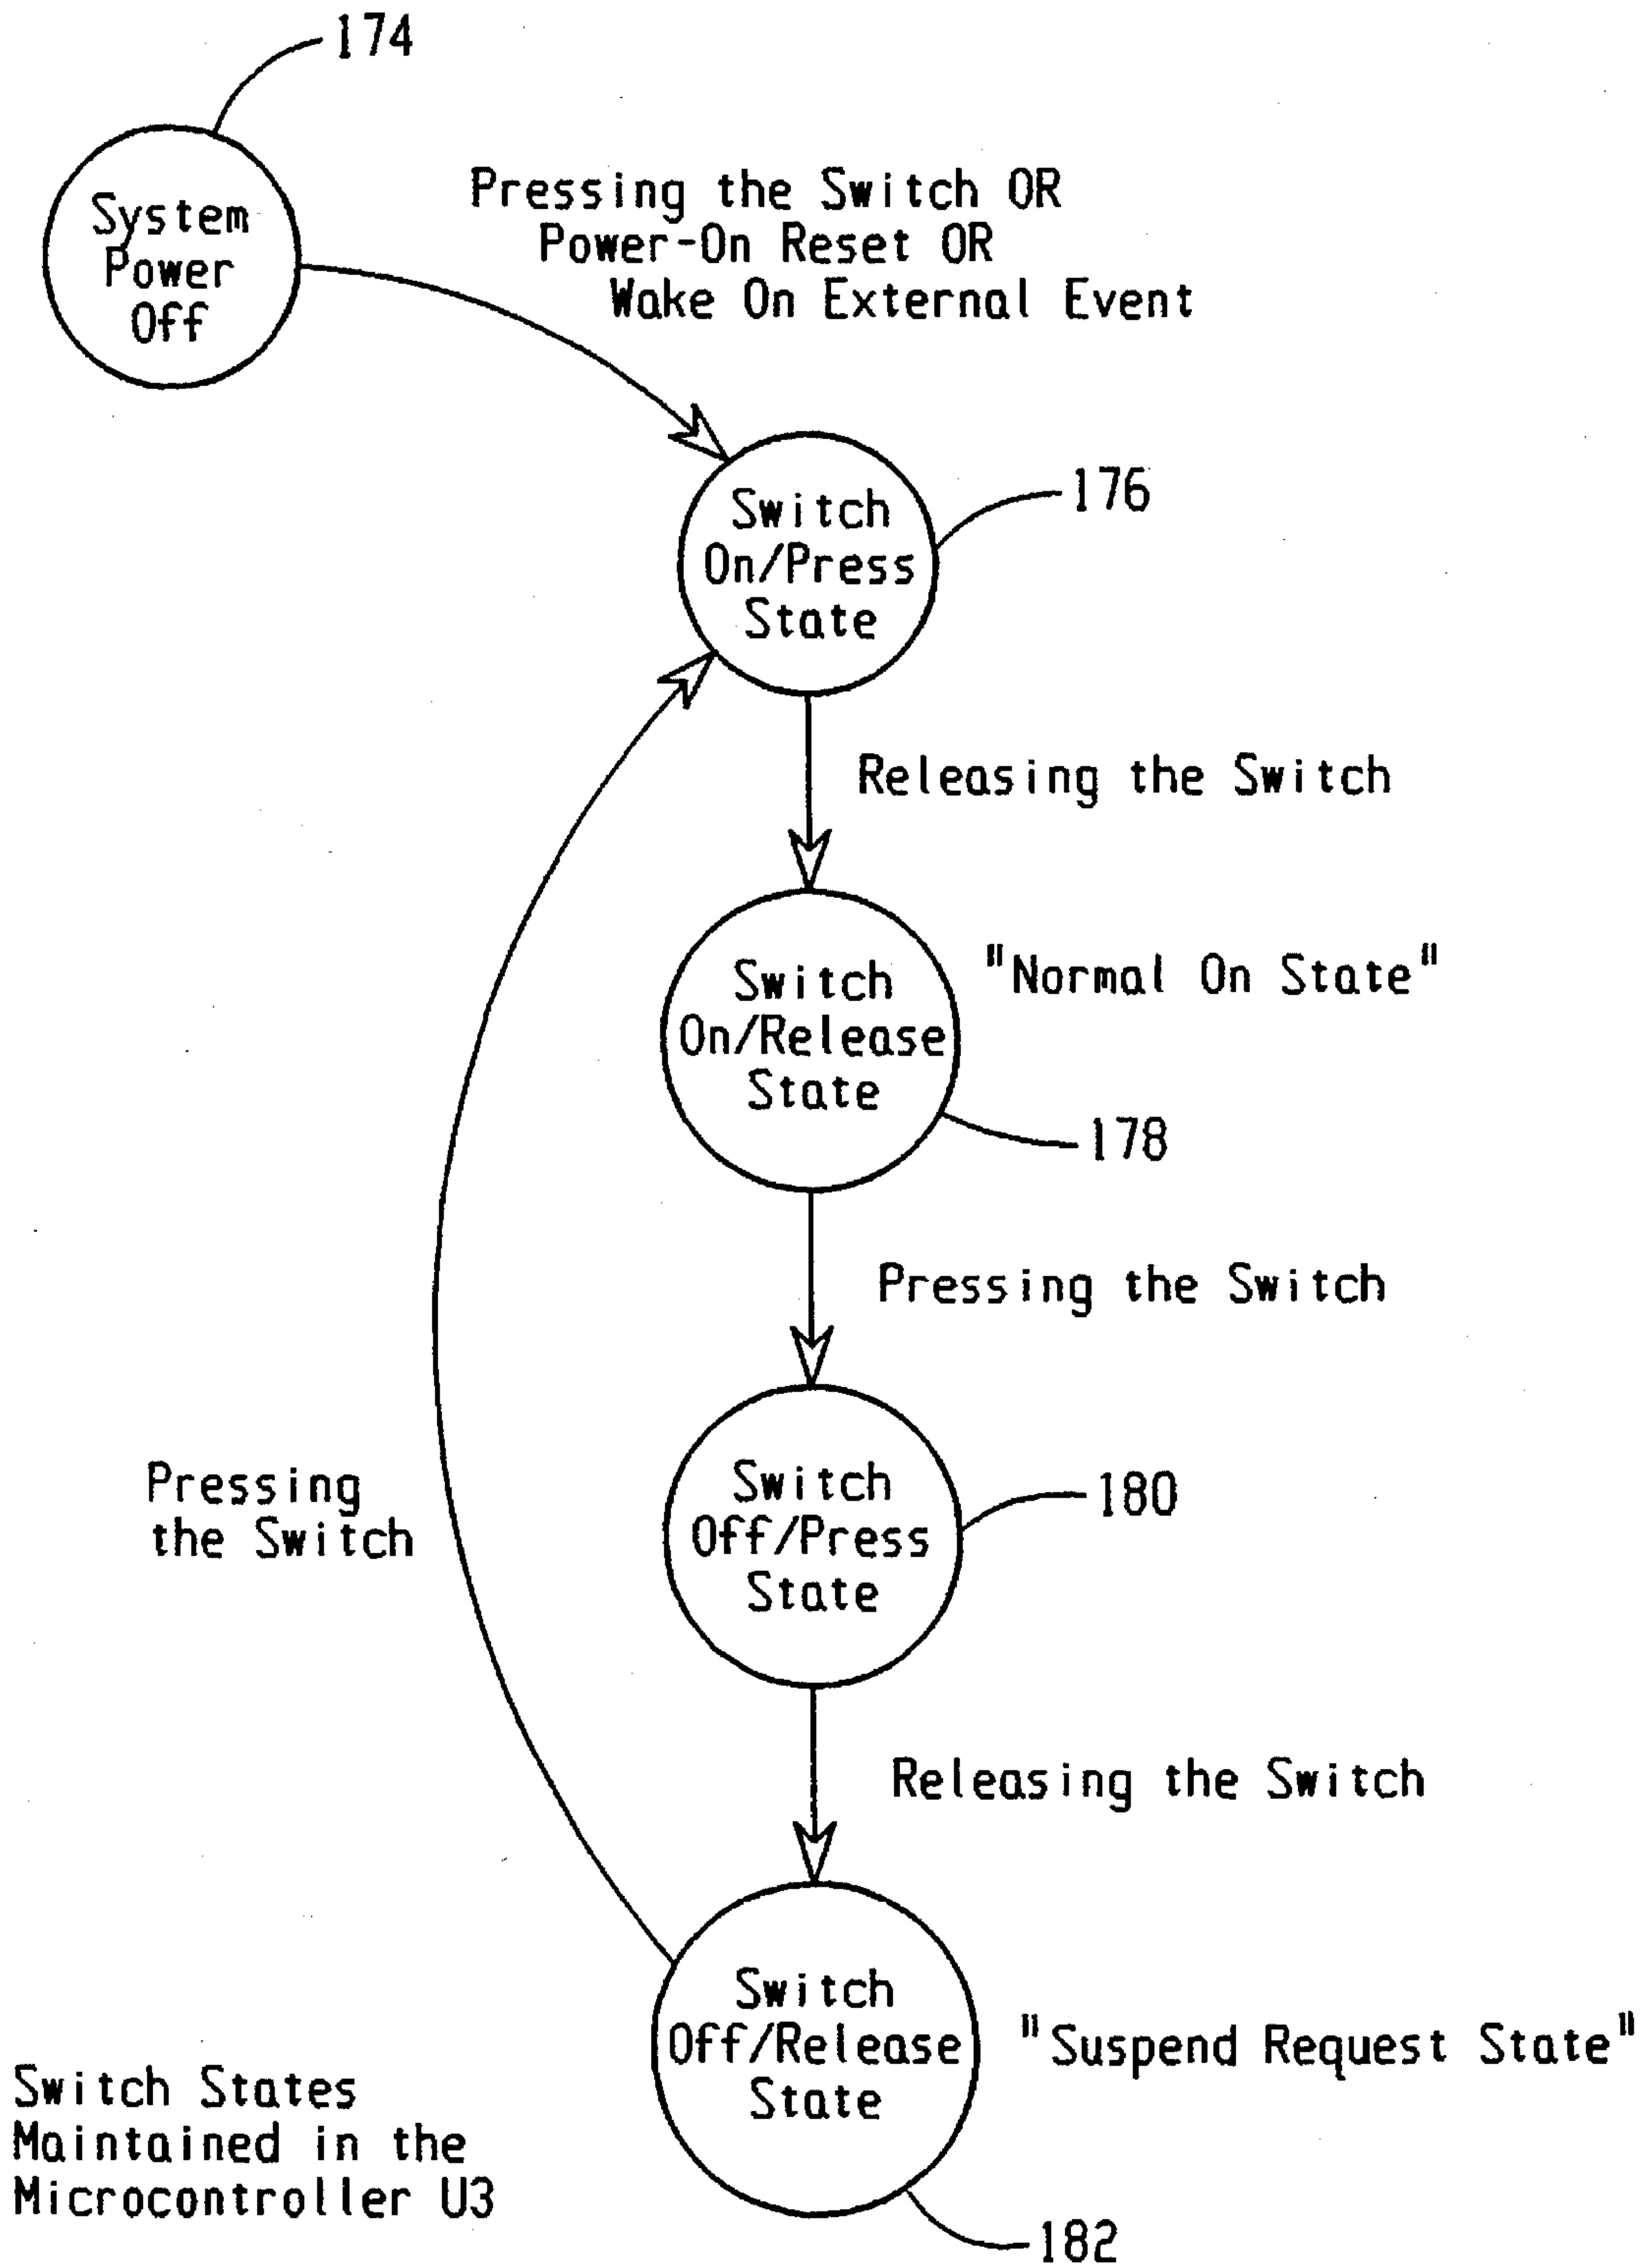 174
System
Power
Off
Pressing the Switch OR
Power-On Reset OR
Wake On External Event
Switch
On/Press
State
176
Releasing the Switch
Switch
On/Release
State
"Normal On State"
178
Pressing the Switch
Switch
Off/Press
State
180
Pressing
the Switch
Releasing the Switch
Switch
Off/Release
State
"Suspend Request State"
182
Switch States
Maintained in the
Microcontroller U3